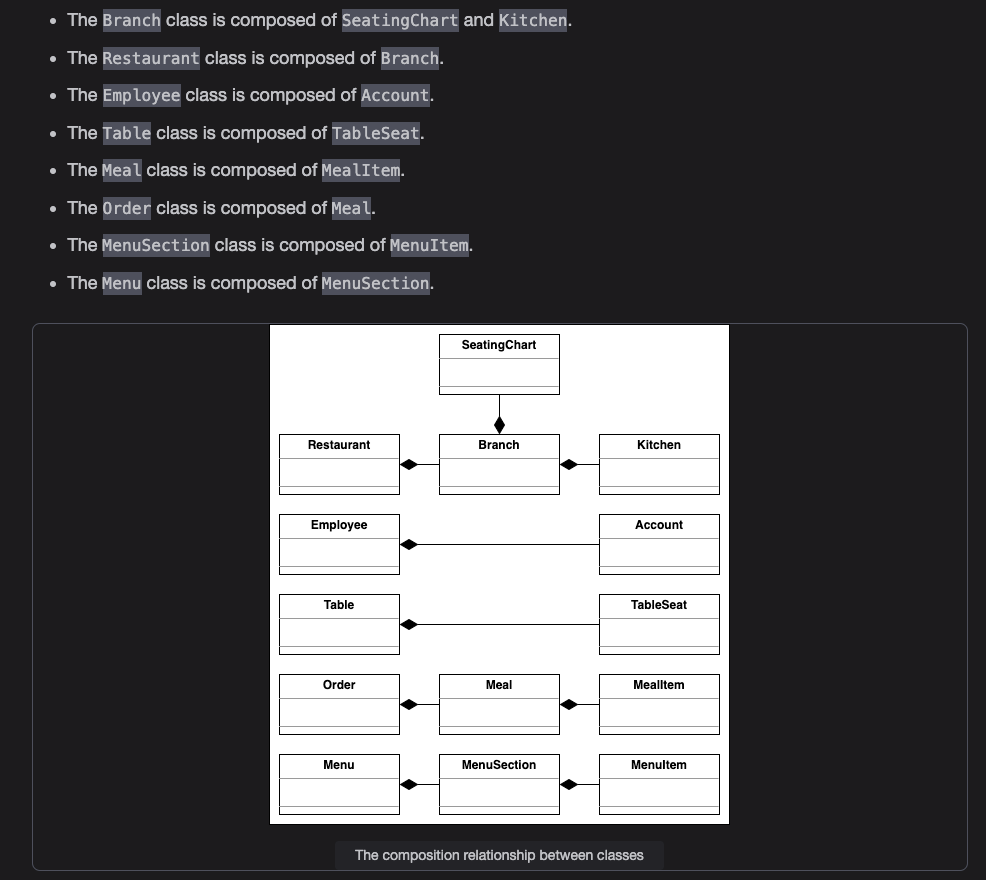 The Branch class is composed of SeatingChart and Kitchen.
The Restaurant class is composed of Branch.
The Employee class is composed of Account.
The Table class is composed of TableSeat.
The Meal class is composed of MealItem.
The Order class is composed of Meal.
The MenuSection class is composed of MenuItem.
The Menu class is composed of MenuSection.
SeatingChart
Restaurant Branch Kitchen
Employee Account
Table TableSeat
Order Meal MealItem
Menu MenuSection MenuItem
The composition relationship between classes